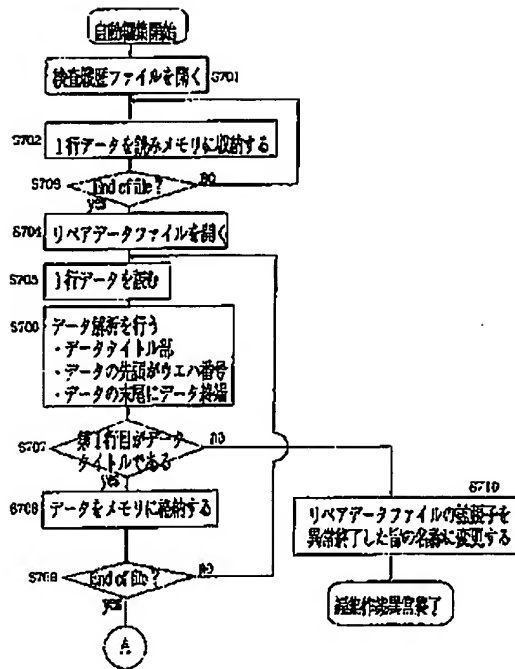 自動編集開始
検査履歴ファイルを開く
S701
S702
1行データを読みメモリに収納する
S703
End of file?
no
yes
S704
リペアデータファイルを開く
S705
1行データを読む
S706
データ解析を行う
・データタイトル部
・データの先頭がウエハ番号
・データの末尾にデータ終端
S707
第1行目がデータ
タイトルである
no
yes
S708
データをメモリに格納する
S710
リペアデータファイルの拡張子を
異常終了した旨の名称に変更する
S709
End of file?
no
yes
編集作業異常終了